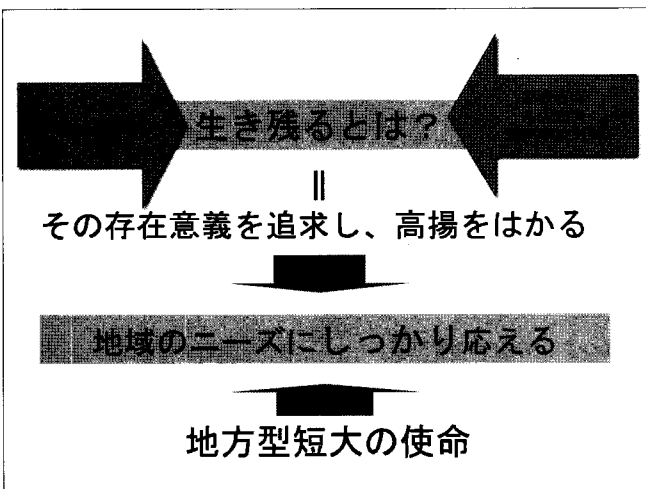 生き残るとは？
||
その存在意義を追求し、高揚をはかる
地域のニーズにしっかり応える
地方型短大の使命